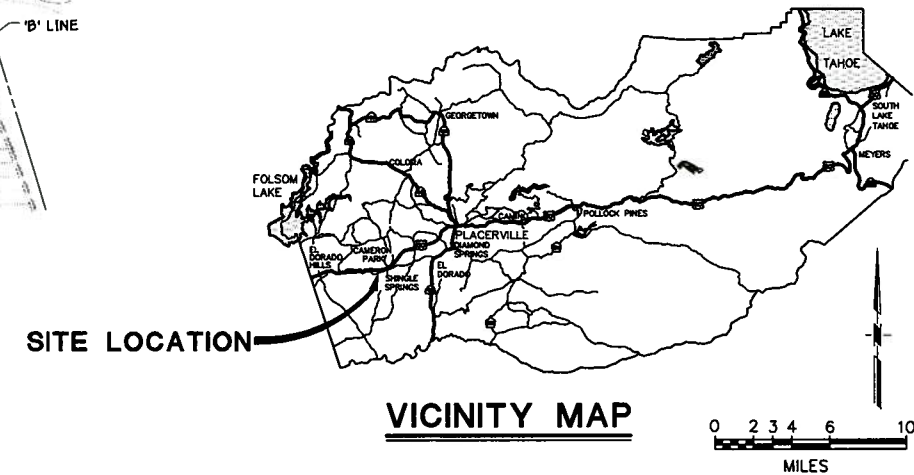 'B' LINE
LAKE
TAHOE
SOUTH
LAKE
TAHOE
MEYERS
GEORGETOWN
COLOMA
FOLSOM
LAKE
POLLOCK PINES
PLACERVILLE
DIAMOND
SPRINGS
EL
DORADO
HILLS
CAMERON
PARK
EL
DORADO
SHINGLE
SPRINGS
SITE LOCATION
VICINITY MAP
0 2 3 4 6 10
MILES